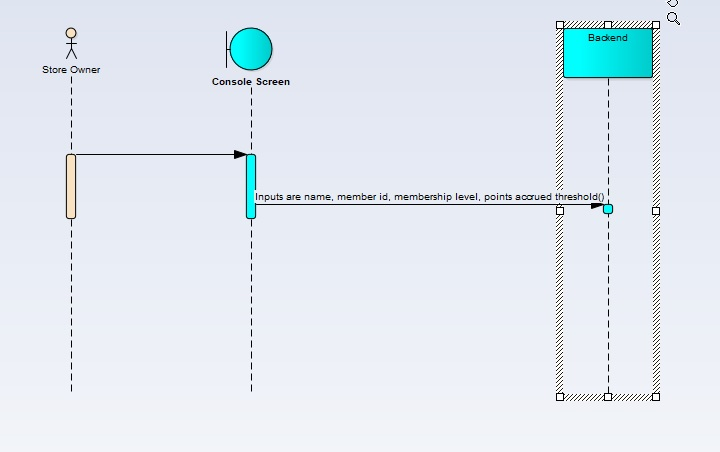 Store Owner
Console Screen
Backend
Inputs are name, member id, membership level, points accrued threshold()